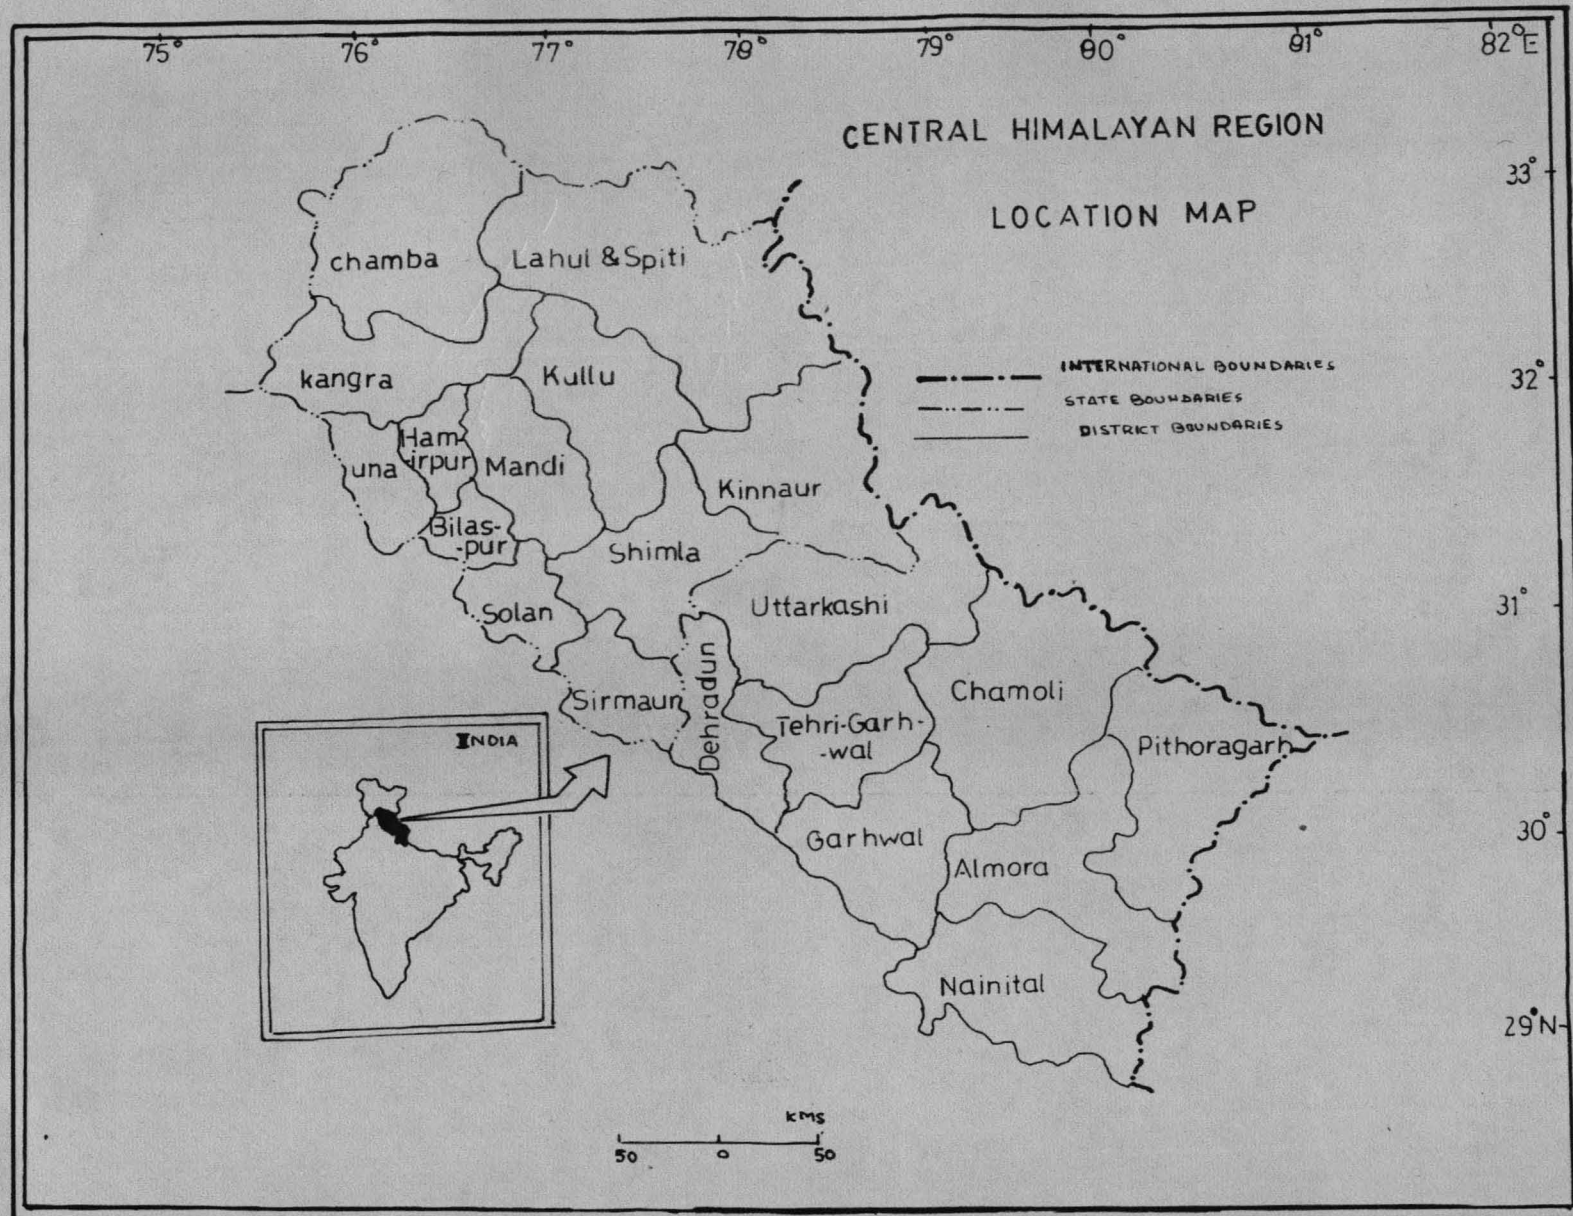 75° 76° 77° 78° 79° 80° 81° 82°E
CENTRAL HIMALAYAN REGION
LOCATION MAP
33°
32°
31°
30°
29°N
INTERNATIONAL BOUNDARIES
STATE BOUNDARIES
DISTRICT BOUNDARIES
chamba
Lahul & Spiti
kangra
Kullu
una
Ham-
-irpur
Mandi
Bilas-
-pur
Kinnaur
Shimla
Solan
Uttarkashi
Sirmaur
Dehradun
Tehri-Garh-
-wal
Chamoli
Pithoragarh
Garhwal
Almora
Nainital
INDIA
KMS
50 0 50